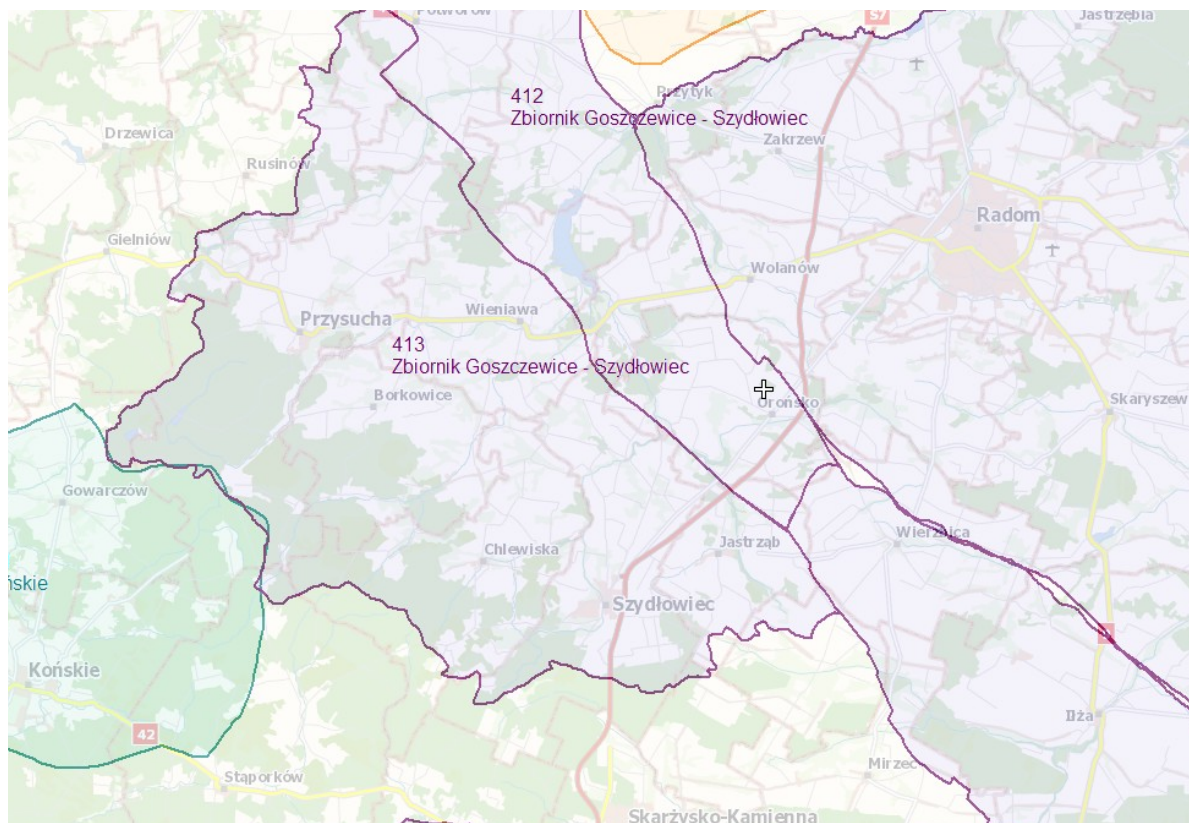 Potworów
S7
Jastrzębia
412
Zbiornik Goszczewice - Szydłowiec
Przytyk
Drzewica
Zakrzew
Rusinów
Radom
Gielniów
Wolanów
Wieniawa
Przysucha
413
Zbiornik Goszczewice - Szydłowiec
Borkowice
Orońsko
Skaryszew
Gowarczów
Wierzbica
Chlewiska
Jastrząb
ńskie
Szydłowiec
Końskie
Iłża
42
Stąporków
Mirzec
Skarżysko-Kamienna